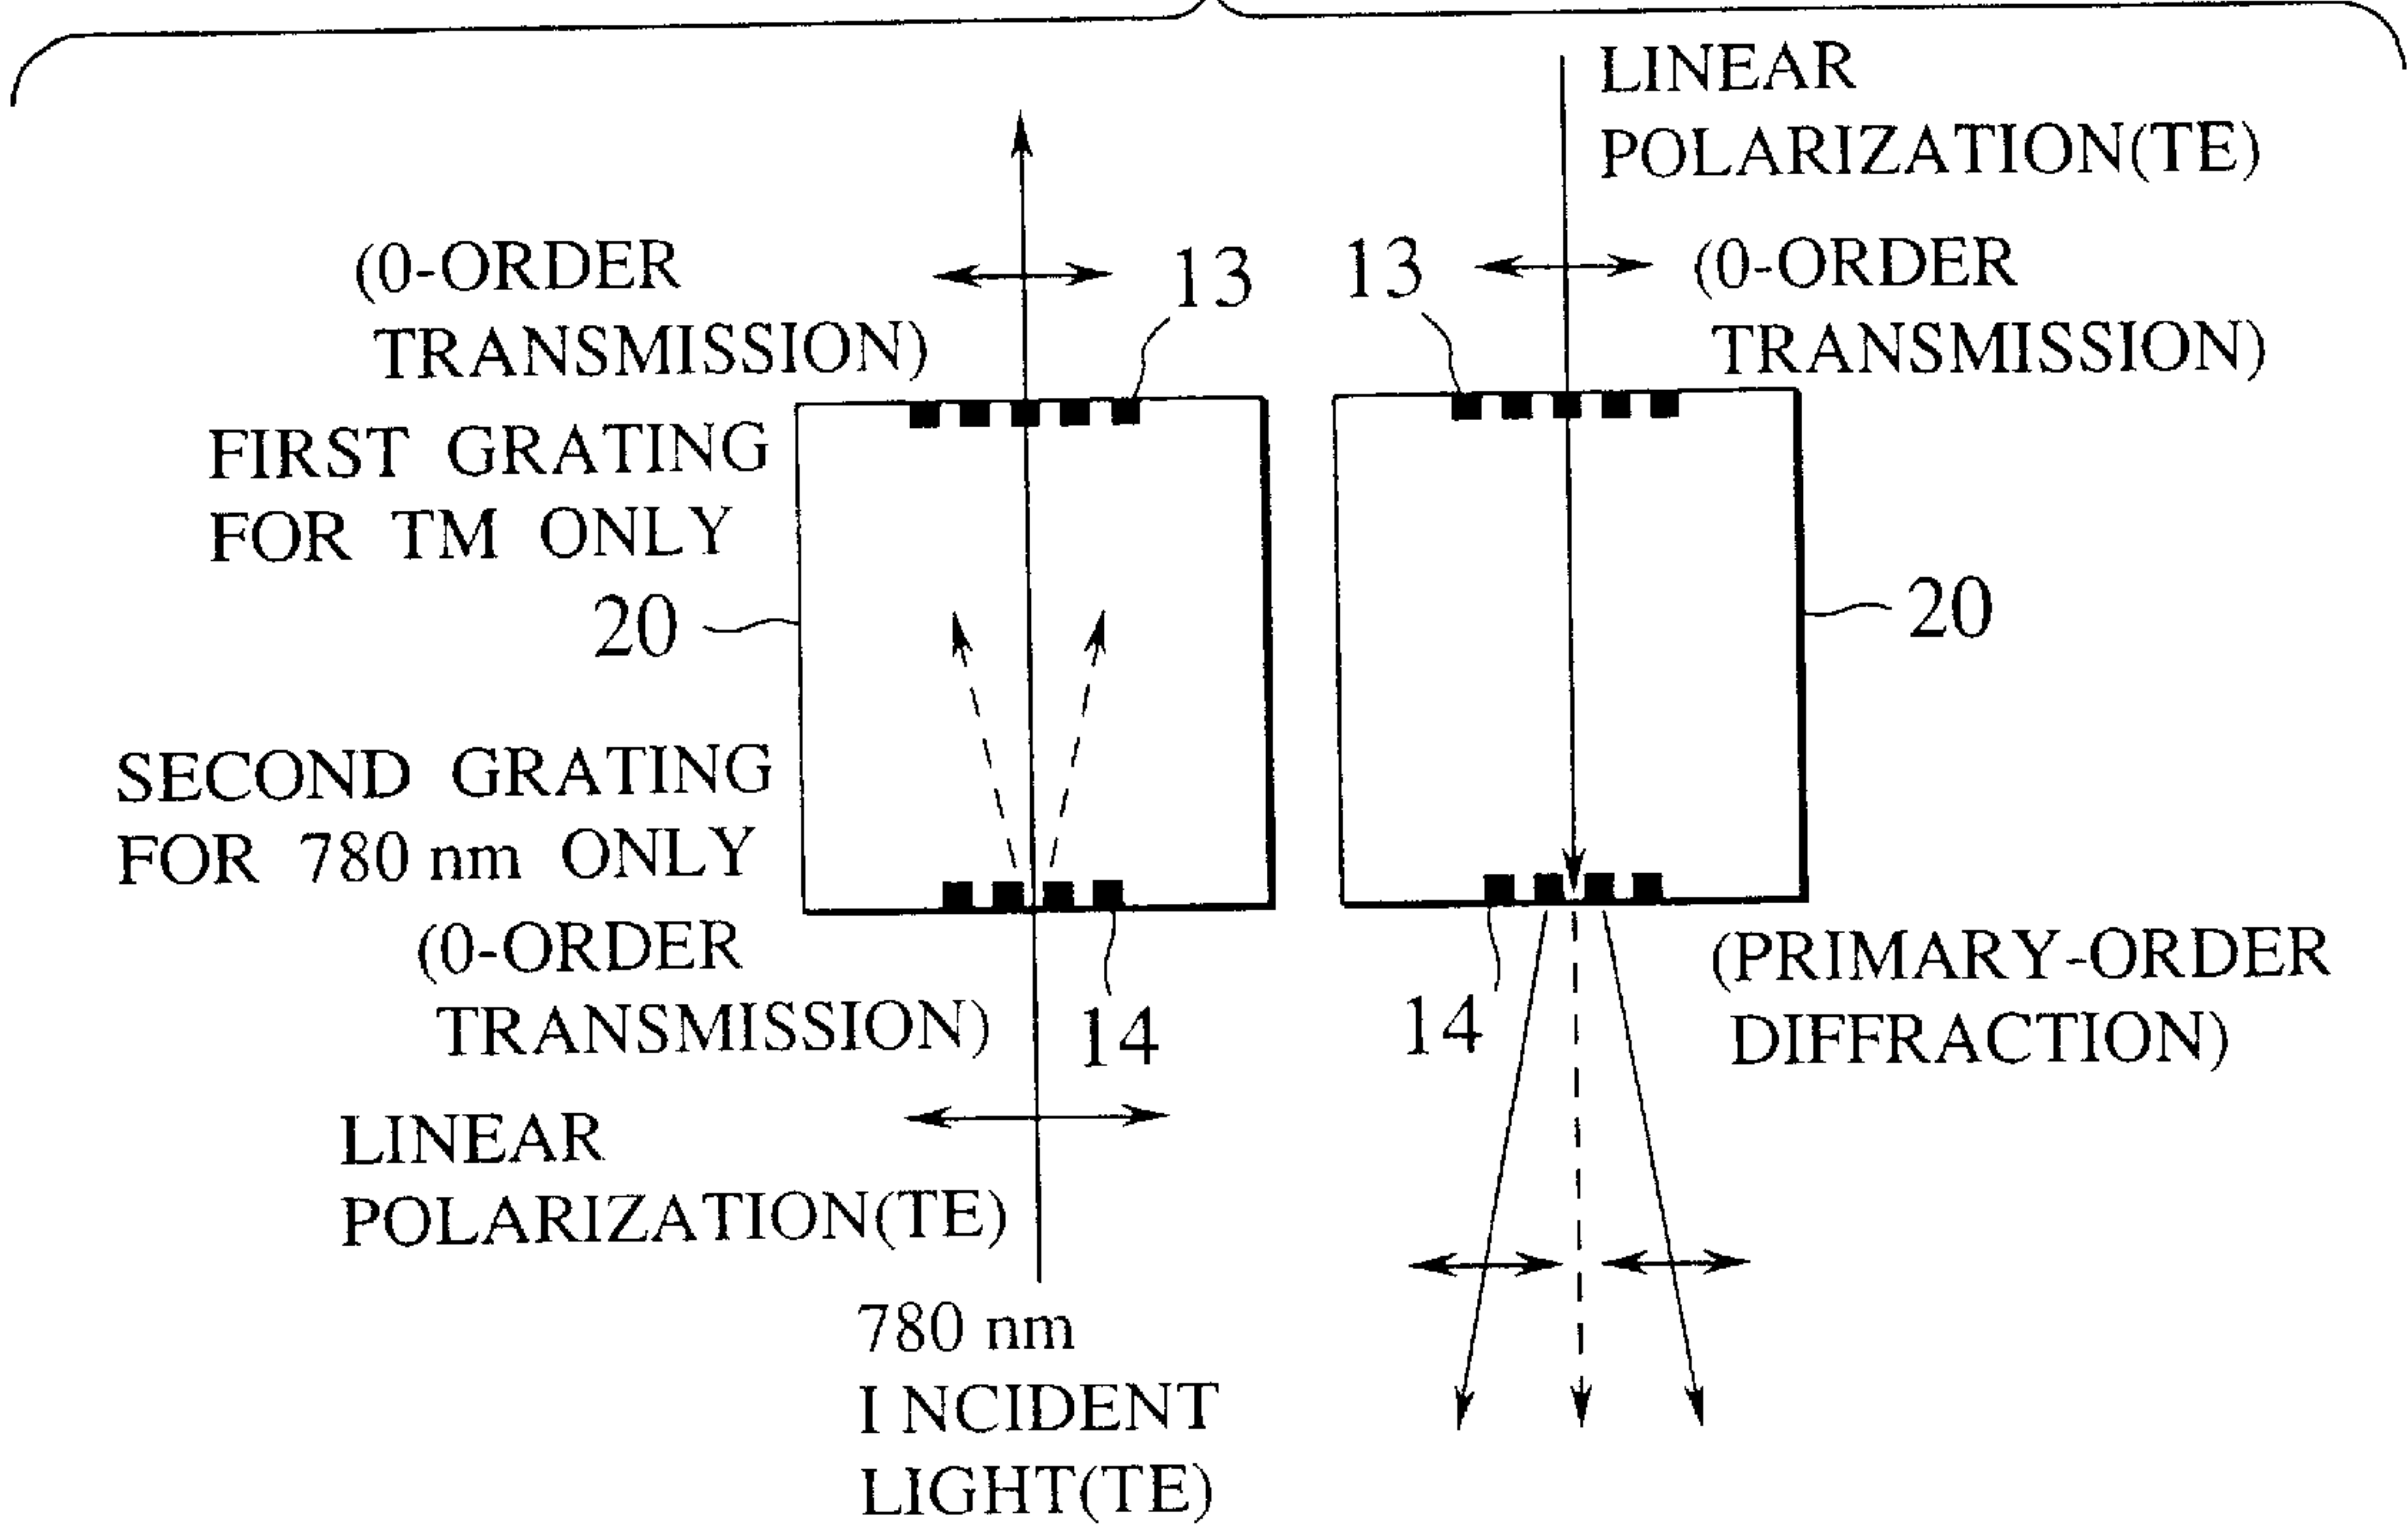 LINEAR
POLARIZATION(TE)
(0-ORDER
TRANSMISSION)
13
13
(0-ORDER
TRANSMISSION)
FIRST GRATING
FOR TM ONLY
20
20
SECOND GRATING
FOR 780 nm ONLY
(0-ORDER
TRANSMISSION)
14
14
(PRIMARY-ORDER
DIFFRACTION)
LINEAR
POLARIZATION(TE)
780 nm
I NCIDENT
LIGHT(TE)